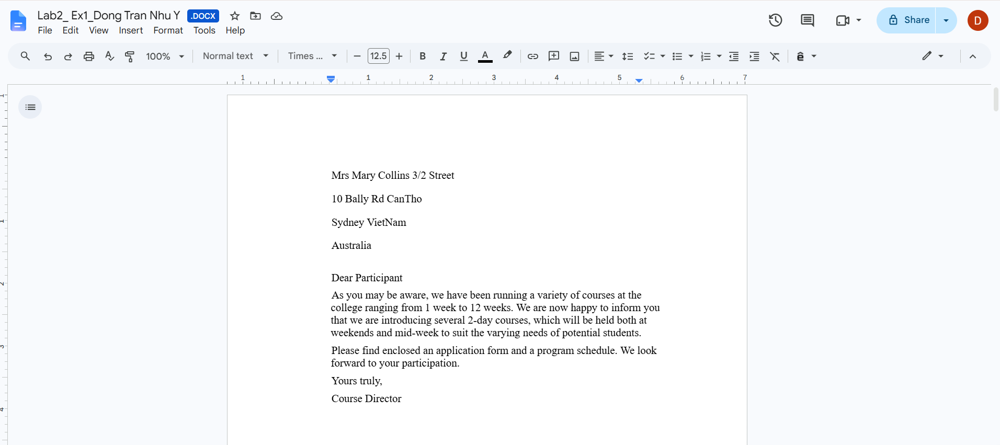 Lab2_ Ex1_Dong Tran Nhu Y .DOCX
File Edit View Insert Format Tools Help
Share
D
100% Normal text Times ... − 12.5 + B I U A
1 1 2 3 4 5 6 7
1
1
2
3
4
Mrs Mary Collins 3/2 Street
10 Bally Rd CanTho
Sydney VietNam
Australia
Dear Participant
As you may be aware, we have been running a variety of courses at the
college ranging from 1 week to 12 weeks. We are now happy to inform you
that we are introducing several 2-day courses, which will be held both at
weekends and mid-week to suit the varying needs of potential students.
Please find enclosed an application form and a program schedule. We look
forward to your participation.
Yours truly,
Course Director